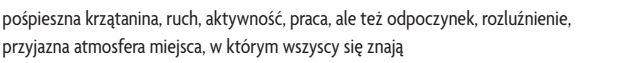 pośpieszna krzątanina, ruch, aktywność, praca, ale też odpoczynek, rozluźnienie,
przyjazna atmosfera miejsca, w którym wszyscy się znają